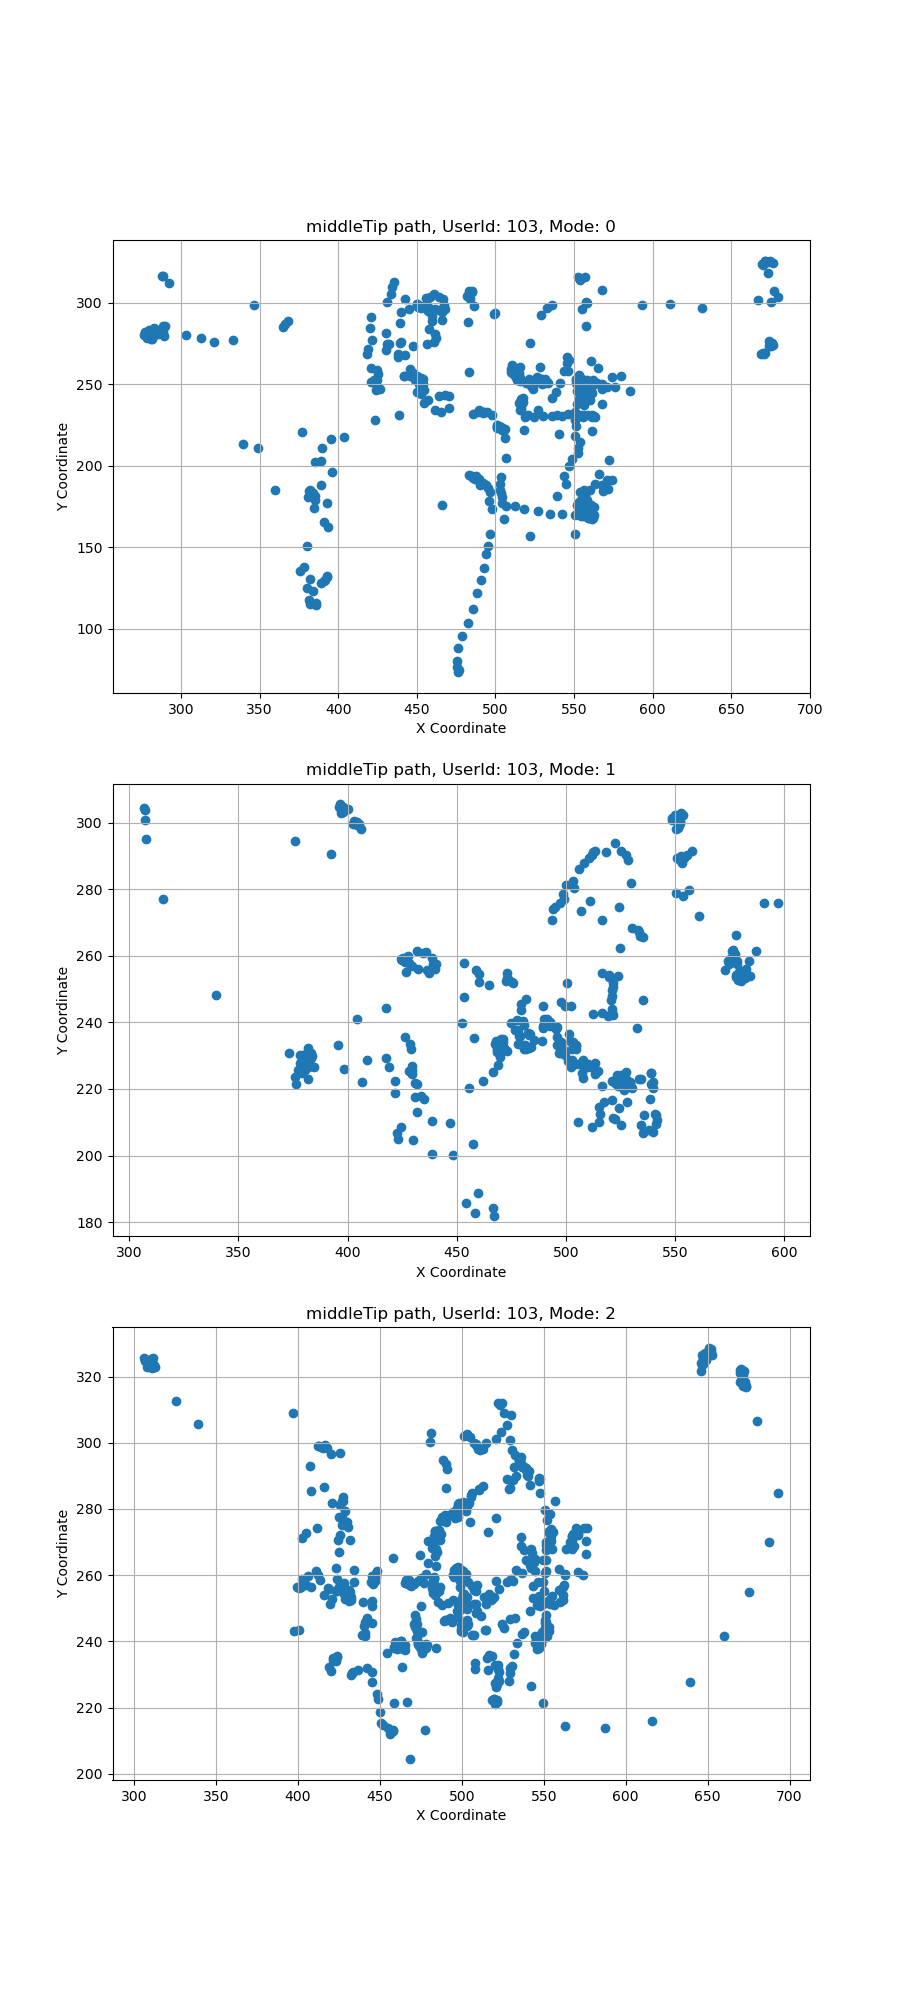 middleTip path, UserId: 103, Mode: 0
300
250
200
150
100
Y Coordinate
300 350 400 450 500 550 600 650 700
X Coordinate
middleTip path, UserId: 103, Mode: 1
300
280
260
240
220
200
180
Y Coordinate
300 350 400 450 500 550 600
X Coordinate
middleTip path, UserId: 103, Mode: 2
320
300
280
260
240
220
200
Y Coordinate
300 350 400 450 500 550 600 650 700
X Coordinate